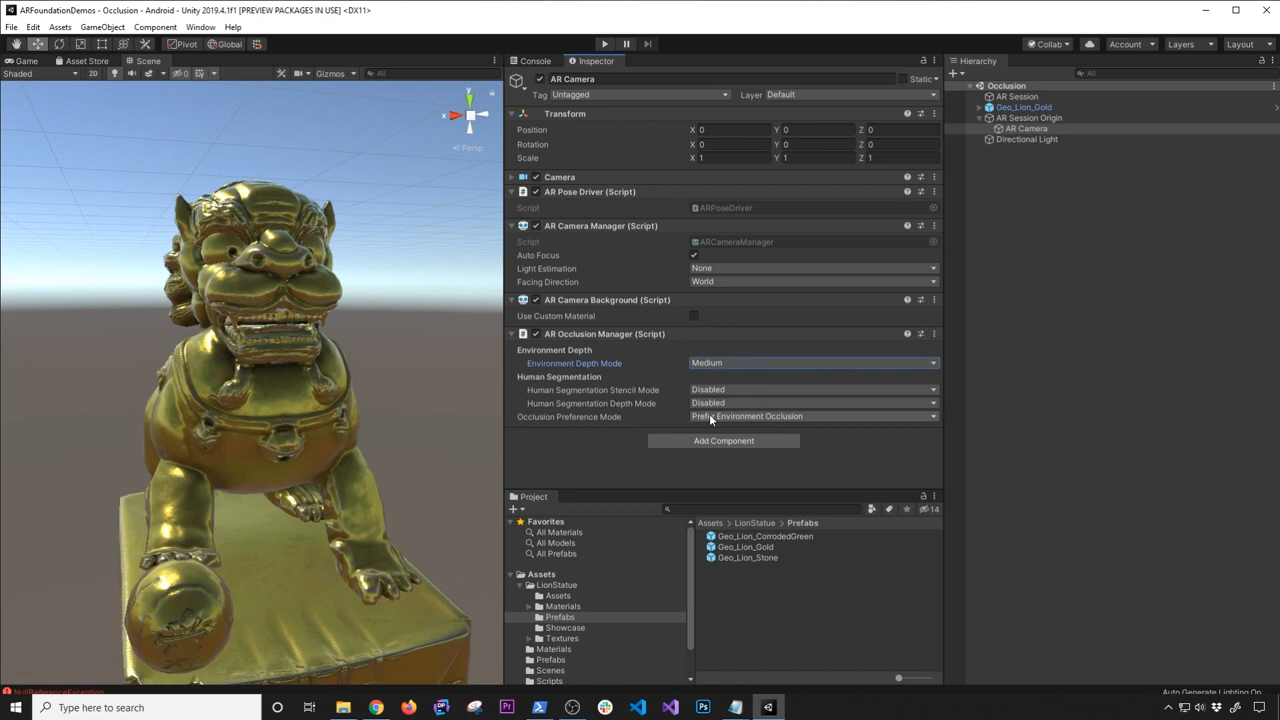 ARFoundationDemos - Occlusion - Android - Unity 2019.4.1f1 [PREVIEW PACKAGES IN USE] <DX11>
File Edit Assets GameObject Component Window Help
Pivot Global Collab Account Layers Layout
Game Asset Store Scene
Shaded 2D 0 Gizmos All
y
x
Persp
Console Inspector
AR Camera Static
Tag Untagged Layer Default
Transform
Position X 0 Y 0 Z 0
Rotation X 0 Y 0 Z 0
Scale X 1 Y 1 Z 1
Camera
AR Pose Driver (Script)
Script ARPoseDriver
AR Camera Manager (Script)
Script ARCameraManager
Auto Focus
Light Estimation None
Facing Direction World
AR Camera Background (Script)
Use Custom Material
AR Occlusion Manager (Script)
Environment Depth
Environment Depth Mode Medium
Human Segmentation
Human Segmentation Stencil Mode Disabled
Human Segmentation Depth Mode Disabled
Occlusion Preference Mode Prefer Environment Occlusion
Add Component
Hierarchy
All
Occlusion
AR Session
Geo_Lion_Gold
AR Session Origin
AR Camera
Directional Light
Project
14
Favorites
All Materials
All Models
All Prefabs
Assets
LionStatue
Assets
Materials
Prefabs
Showcase
Textures
Materials
Prefabs
Scenes
Scripts
Assets > LionStatue > Prefabs
Geo_Lion_CorrodedGreen
Geo_Lion_Gold
Geo_Lion_Stone
NullReferenceException
Auto Generate Lighting On
Type here to search